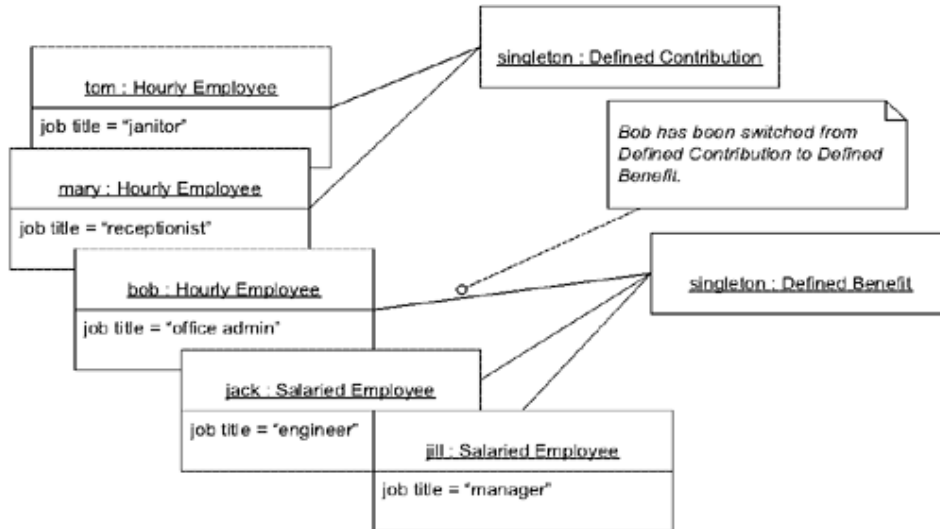 singleton : Defined Contribution
tom : Hourly Employee
job title = "janitor"
Bob has been switched from
Defined Contribution to Defined
Benefit.
mary : Hourly Employee
job title = "receptionist"
singleton : Defined Benefit
bob : Hourly Employee
job title = "office admin"
jack : Salaried Employee
job title = "engineer"
jill : Salaried Employee
job title = "manager"